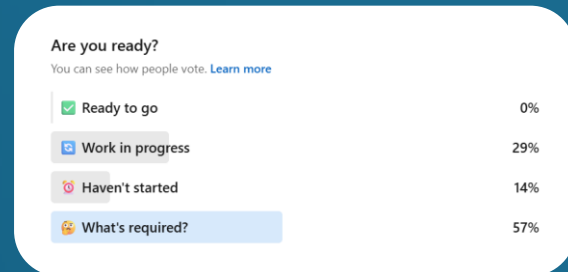 Are you ready?
You can see how people vote. Learn more
✅ Ready to go 0%
🔄 Work in progress 29%
⏰ Haven't started 14%
🤔 What's required? 57%